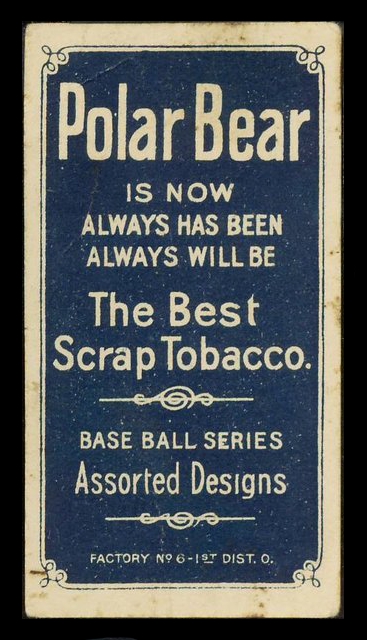 Polar Bear
IS NOW
ALWAYS HAS BEEN
ALWAYS WILL BE
The Best
Scrap Tobacco.
BASE BALL SERIES
Assorted Designs
FACTORY Nº 6-1ST DIST. O.